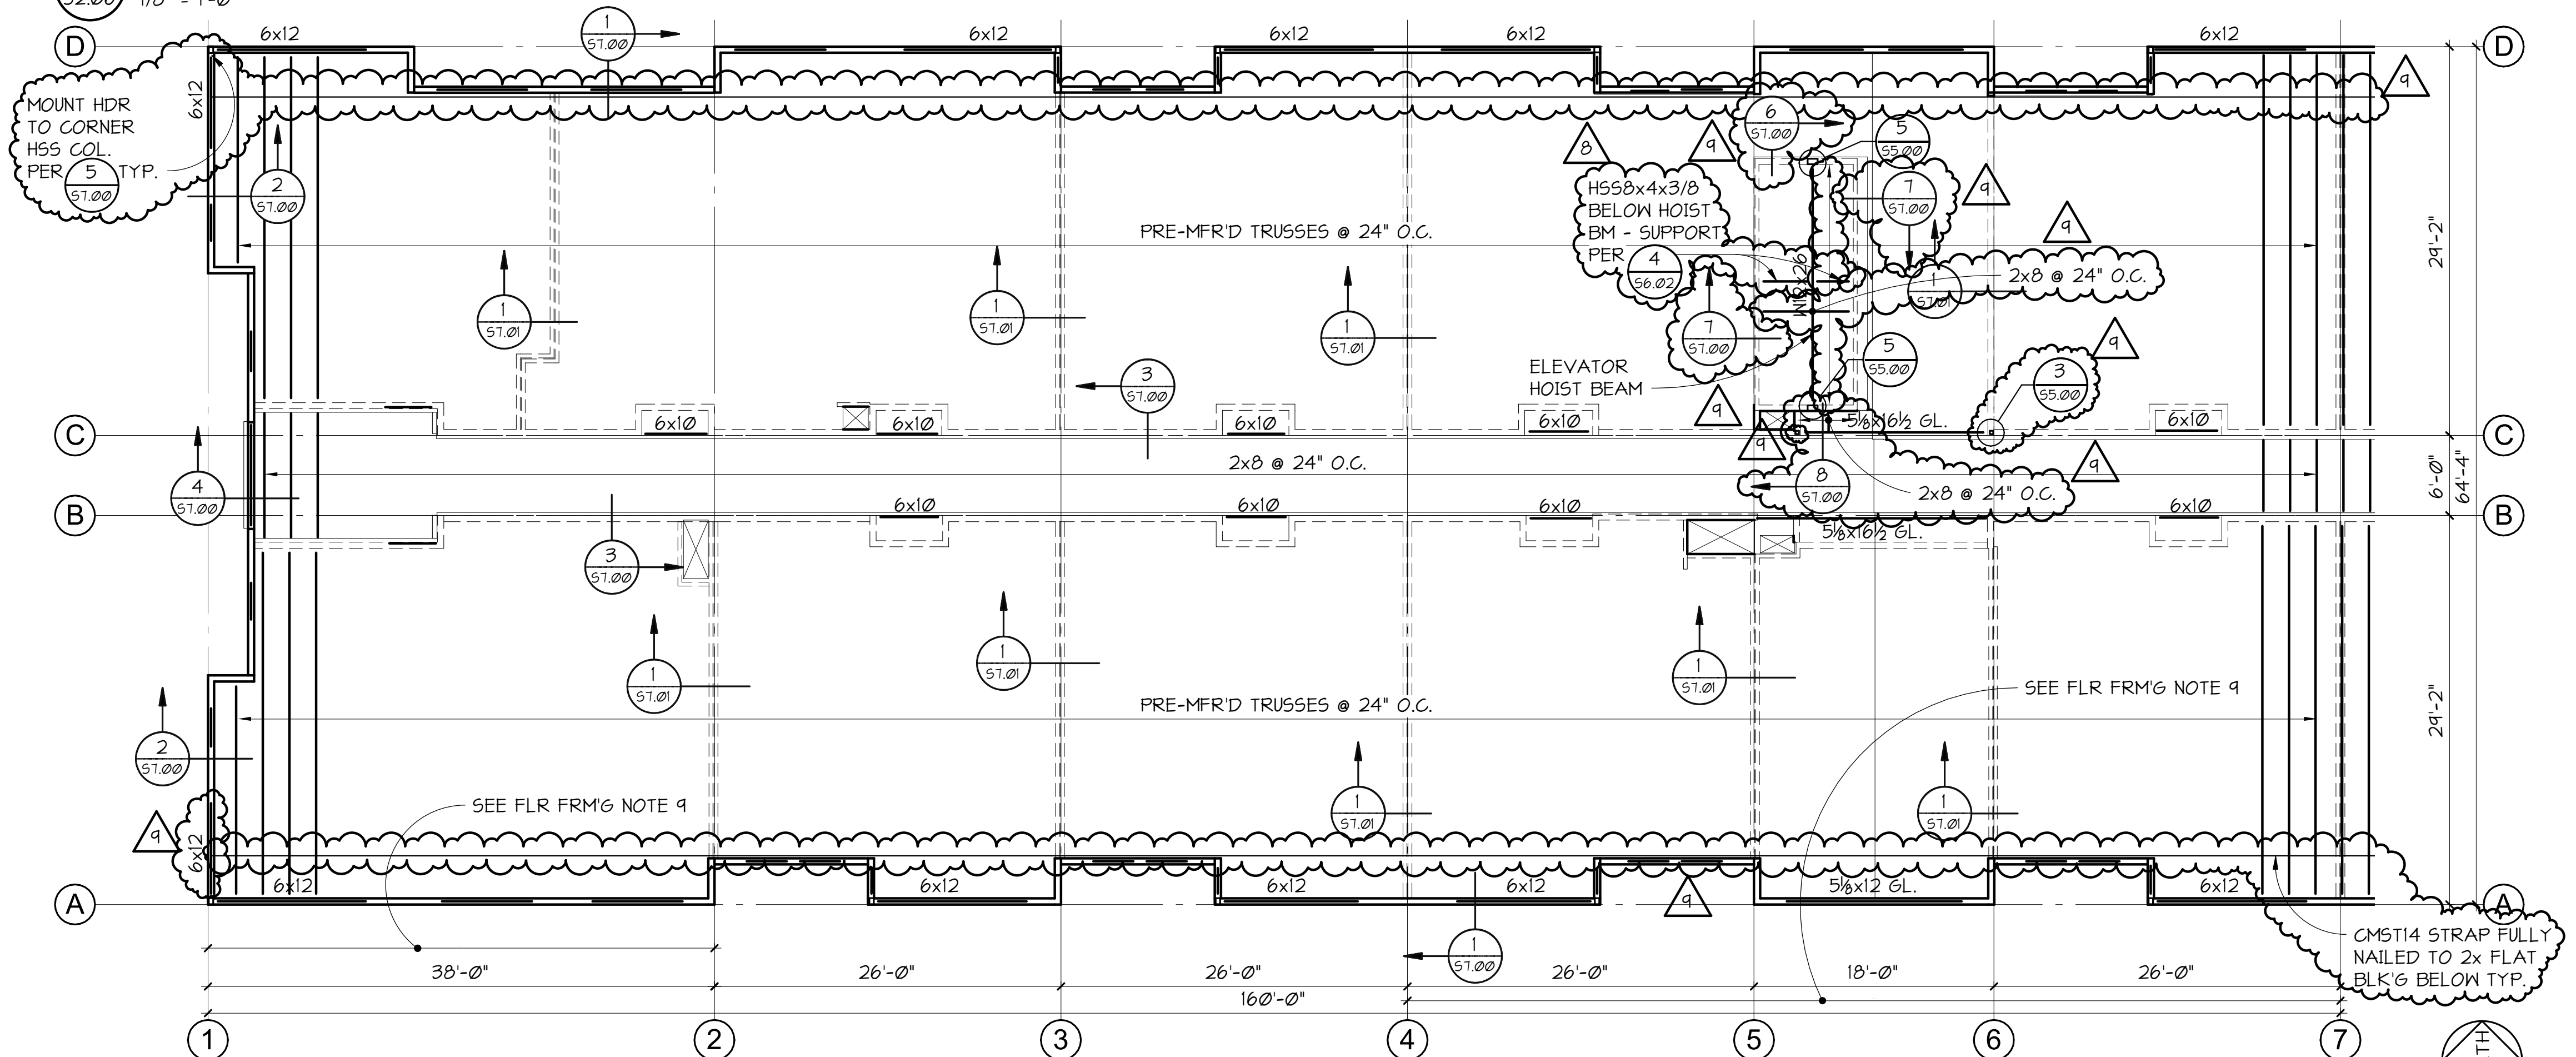 S2.00 1/8" = 1'-0"
D
6x12
1
S7.00
6x12
6x12
6x12
6x12
D
MOUNT HDR
TO CORNER
HSS COL.
PER 5 TYP.
S7.00
6x12
2
S7.00
9
6
S7.00
5
S5.00
8
9
HSS8x4x3/8
BELOW HOIST
BM - SUPPORT
PER 4
S6.02
7
S7.00
9
9
PRE-MFR'D TRUSSES @ 24" O.C.
29'-2"
1
S7.01
1
S7.01
1
S7.01
W12x26
1
S7.01
2x8 @ 24" O.C.
7
S7.00
9
ELEVATOR
HOIST BEAM
5
S5.00
3
S5.00
3
S7.00
9
C
6x10
6x10
6x10
6x10
9
5⅛x16½ GL.
6x10
C
4
S7.00
2x8 @ 24" O.C.
8
S7.00
9
2x8 @ 24" O.C.
6'-0"
64'-4"
B
6x10
6x10
6x10
5⅛x16½ GL.
6x10
B
3
S7.00
1
S7.01
1
S7.01
1
S7.01
SEE FLR FRM'G NOTE 9
PRE-MFR'D TRUSSES @ 24" O.C.
29'-2"
2
S7.00
SEE FLR FRM'G NOTE 9
1
S7.01
1
S7.01
9
6x12
A
6x12
6x12
6x12
6x12
9
5⅛x12 GL.
6x12
A
1
S7.00
CMST14 STRAP FULLY
NAILED TO 2x FLAT
BLK'G BELOW TYP.
38'-0"
26'-0"
26'-0"
26'-0"
18'-0"
26'-0"
160'-0"
1
2
3
4
5
6
7